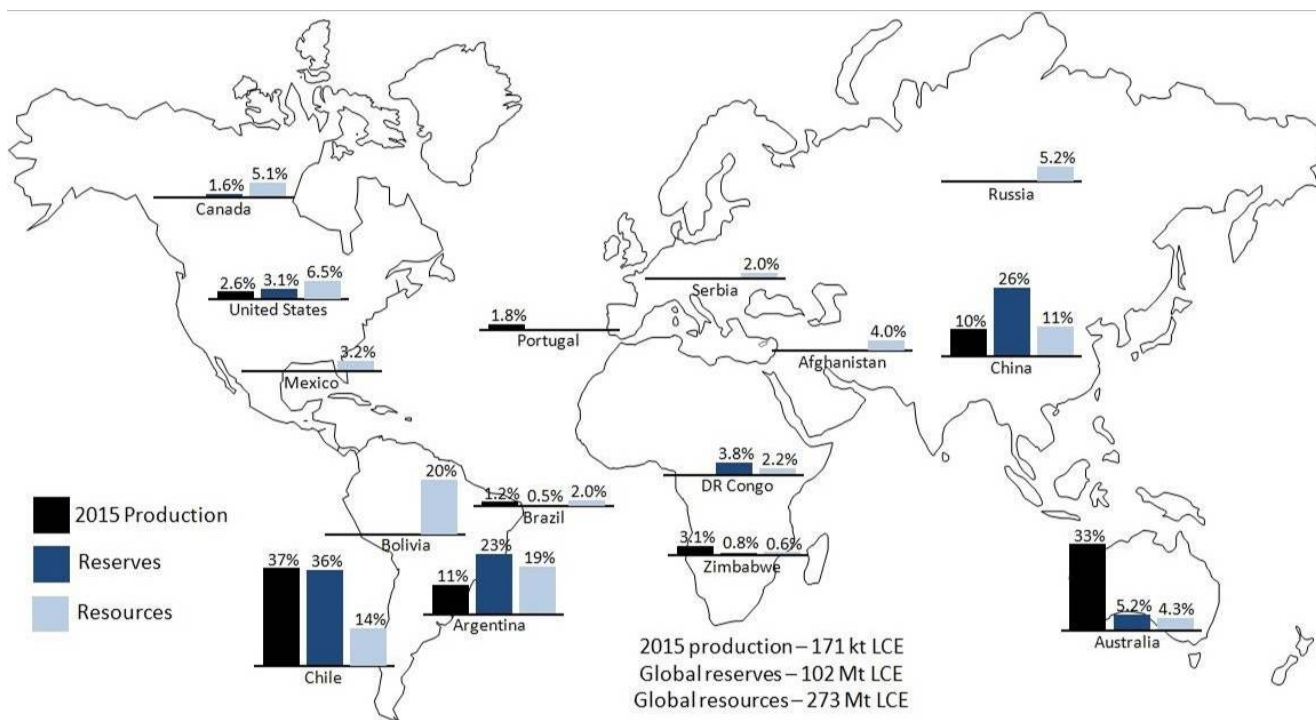 1.6% 5.1%
Canada
5.2%
Russia
2.6% 3.1% 6.5%
United States
2.0%
Serbia
26%
10% 11%
China
1.8%
Portugal
4.0%
Afghanistan
3.2%
Mexico
3.8% 2.2%
DR Congo
20%
Bolivia
1.2% 0.5% 2.0%
Brazil
2015 Production
Reserves
Resources
3.1% 0.8% 0.6%
Zimbabwe
33%
5.2% 4.3%
Australia
37% 36%
14%
Chile
23%
11% 19%
Argentina
2015 production – 171 kt LCE
Global reserves – 102 Mt LCE
Global resources – 273 Mt LCE